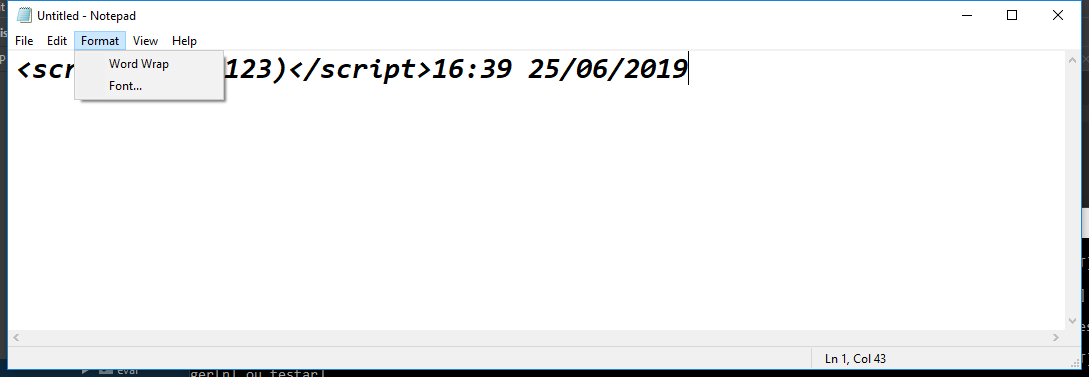 Untitled - Notepad
File Edit Format View Help
Word Wrap
Font...
<scr 123)</script>16:39 25/06/2019
Ln 1, Col 43
eval
ger[n] ou testar[